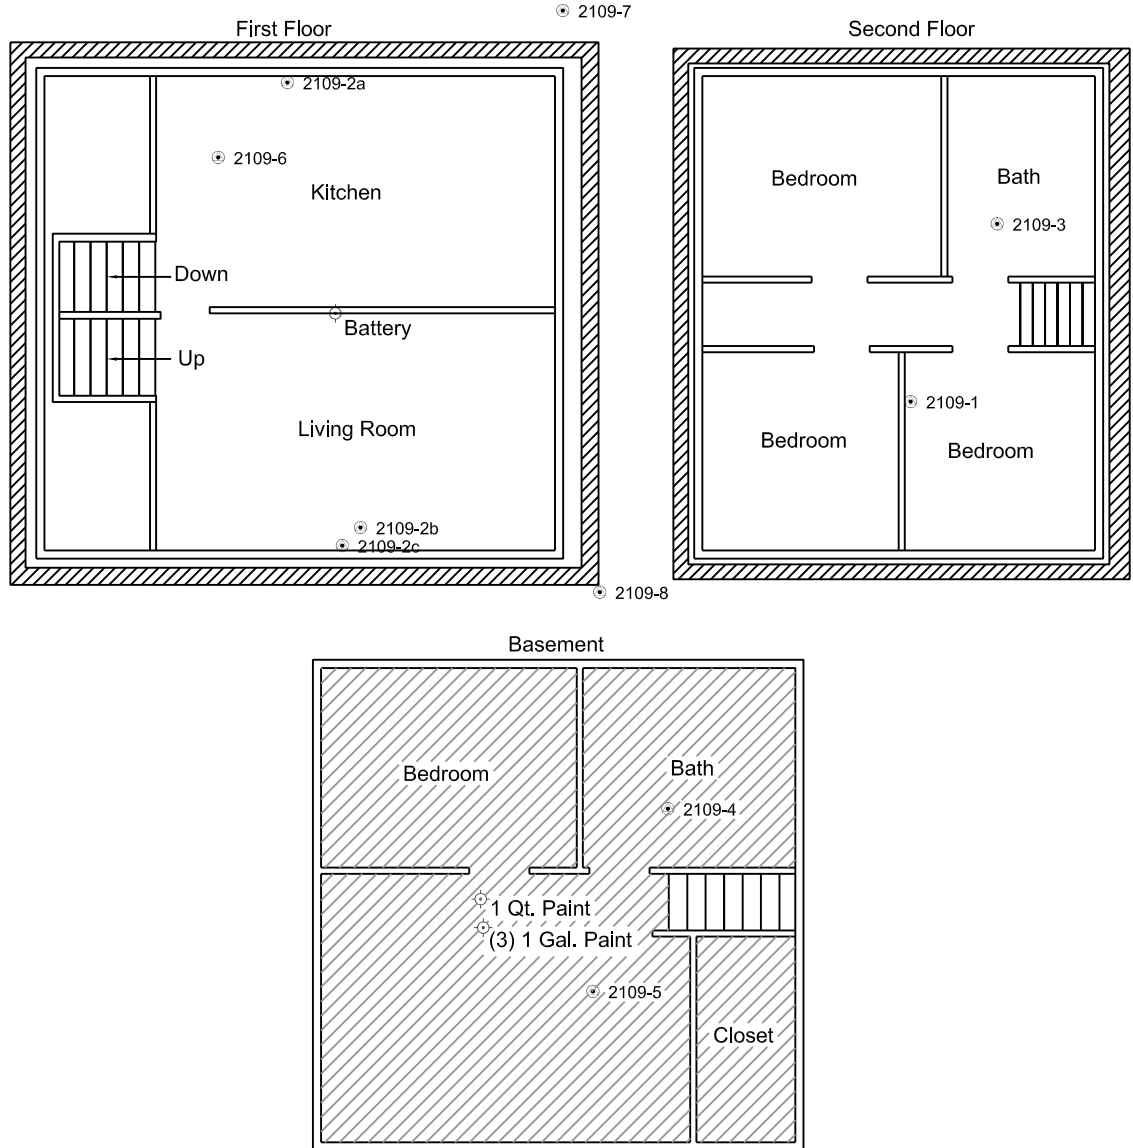 2109-7
First Floor
Second Floor
2109-2a
2109-6
Kitchen
Down
Battery
Up
Living Room
2109-2b
2109-2c
2109-8
Bedroom
Bath
2109-3
2109-1
Bedroom
Bedroom
Basement
Bedroom
Bath
2109-4
1 Qt. Paint
(3) 1 Gal. Paint
2109-5
Closet